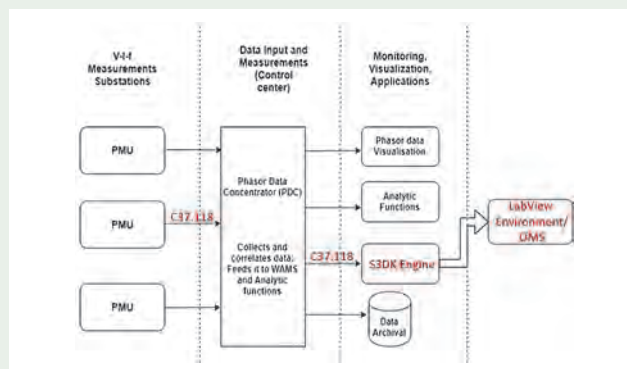 V-I-f
Measurements
Substations
Data Input and
Measurements
(Control
center)
Monitoring,
Visualization,
Applications
PMU
PMU
PMU
C37.118
Phasor Data
Concentrator (PDC)
Collects and
correlates data;
Feeds it to WAMS
and Analytic
functions
C37.118
Phasor data
Visualisation
Analytic
Functions
S3DK Engine
Data
Archival
LabView
Environment/
OMS